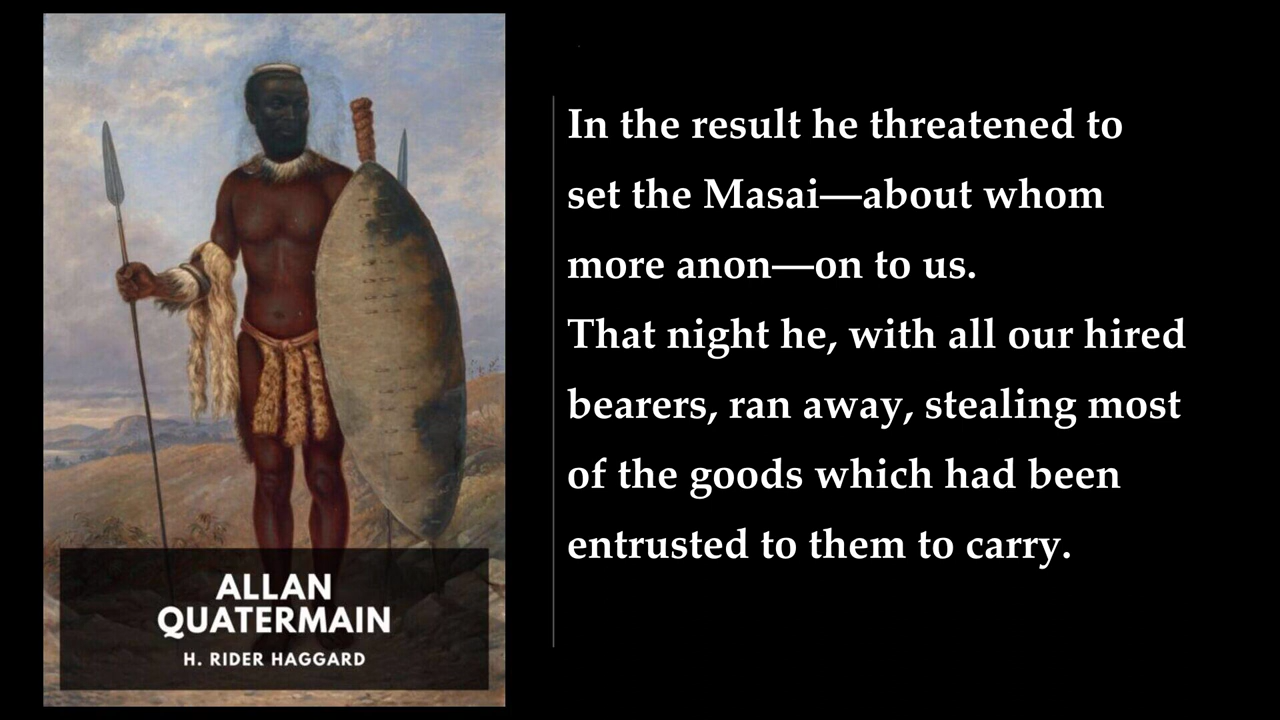 In the result he threatened to
set the Masai—about whom
more anon—on to us.
That night he, with all our hired
bearers, ran away, stealing most
of the goods which had been
entrusted to them to carry.
ALLAN
QUATERMAIN
H. RIDER HAGGARD